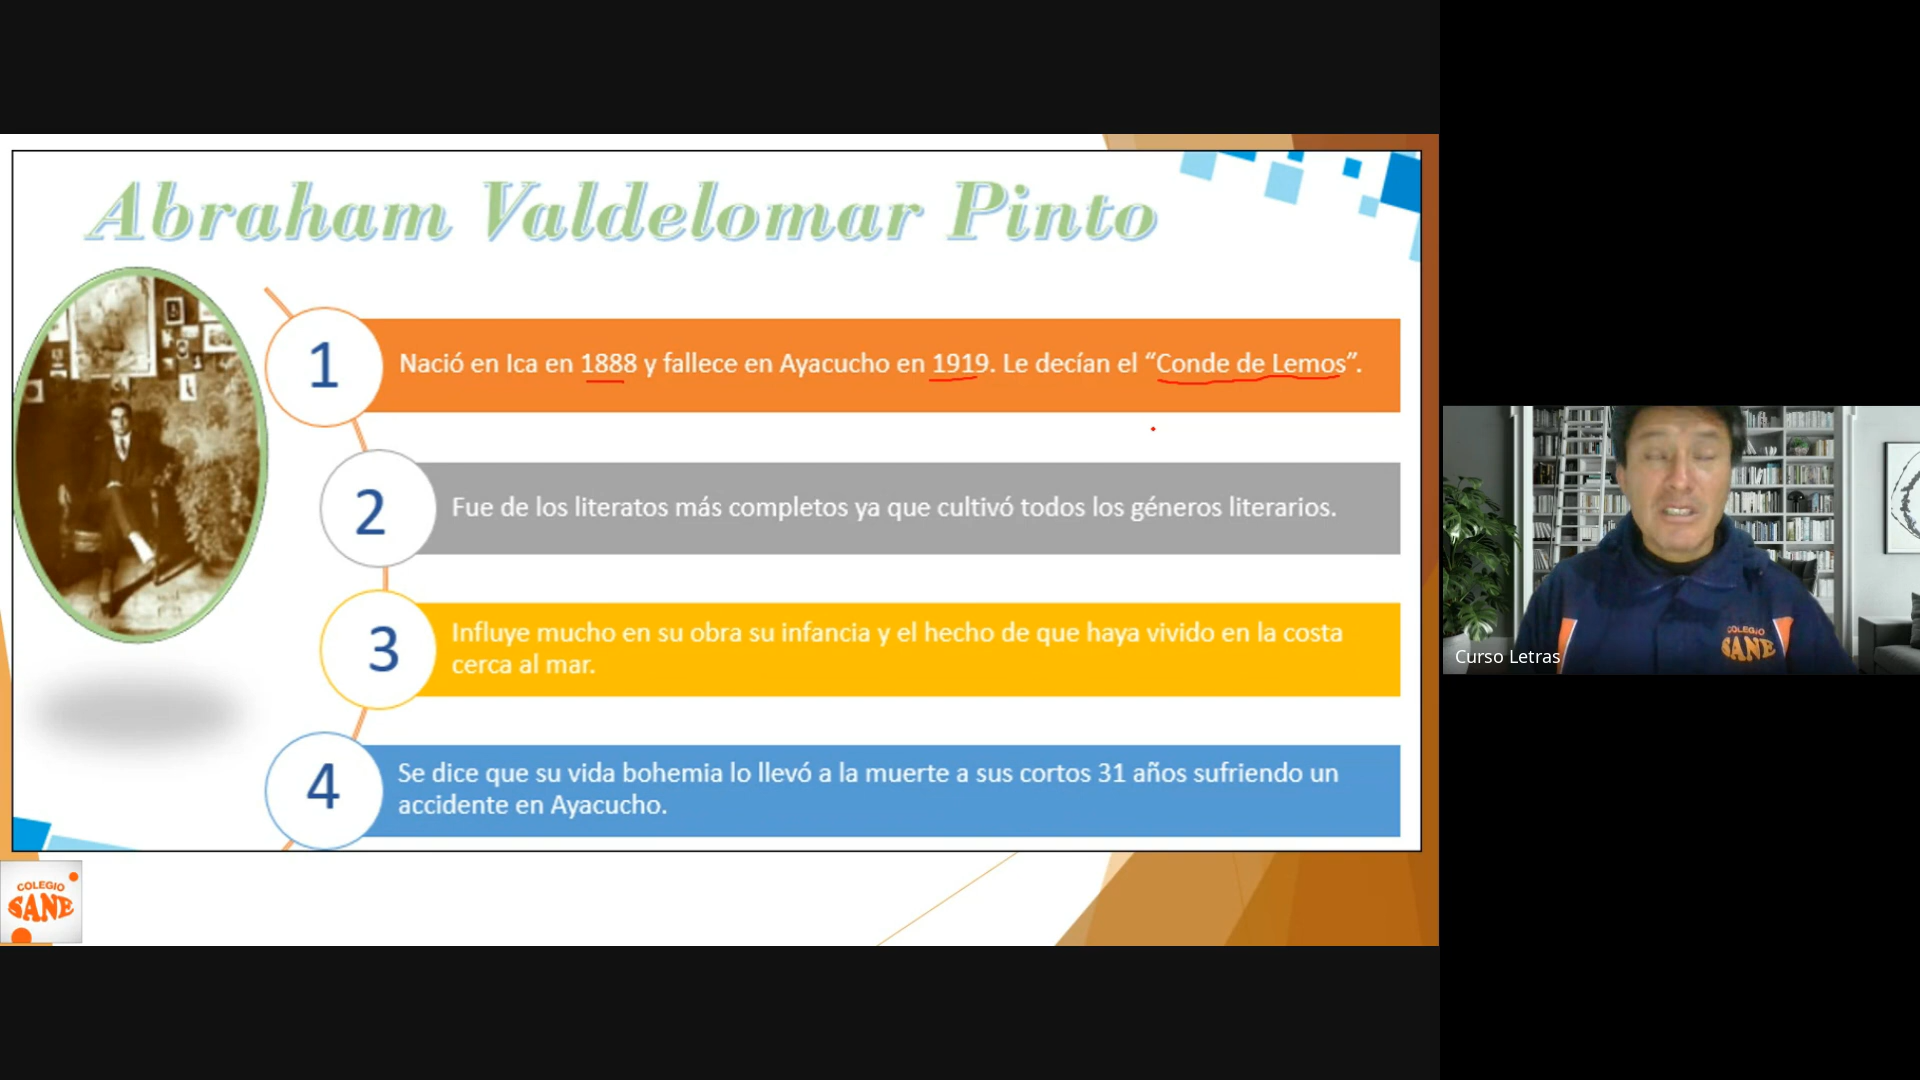 Abraham Valdelomar Pinto
1
Nació en Ica en 1888 y fallece en Ayacucho en 1919. Le decían el “Conde de Lemos”.
2
Fue de los literatos más completos ya que cultivó todos los géneros literarios.
3
Influye mucho en su obra su infancia y el hecho de que haya vivido en la costa
cerca al mar.
4
Se dice que su vida bohemia lo llevó a la muerte a sus cortos 31 años sufriendo un
accidente en Ayacucho.
COLEGIO
SANE
COLEGIO
SANE
Curso Letras